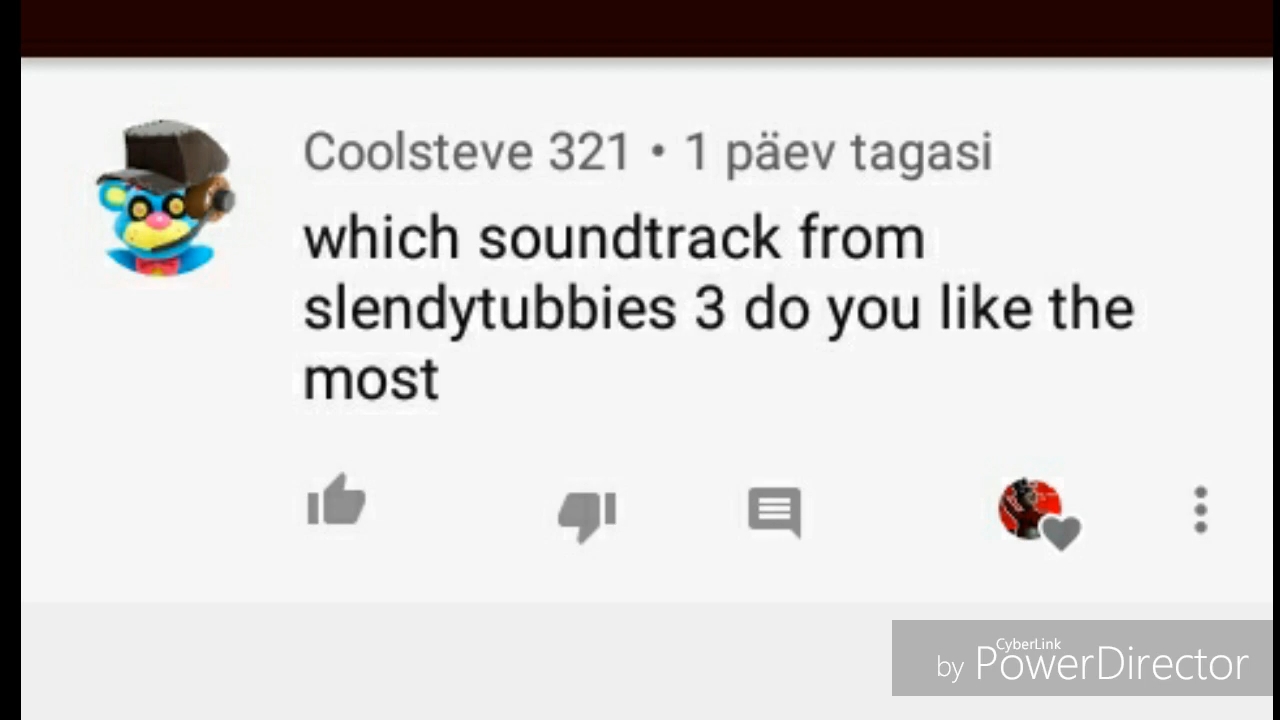 Coolsteve 321 • 1 päev tagasi
which soundtrack from
slendytubbies 3 do you like the
most
CyberLink
by PowerDirector